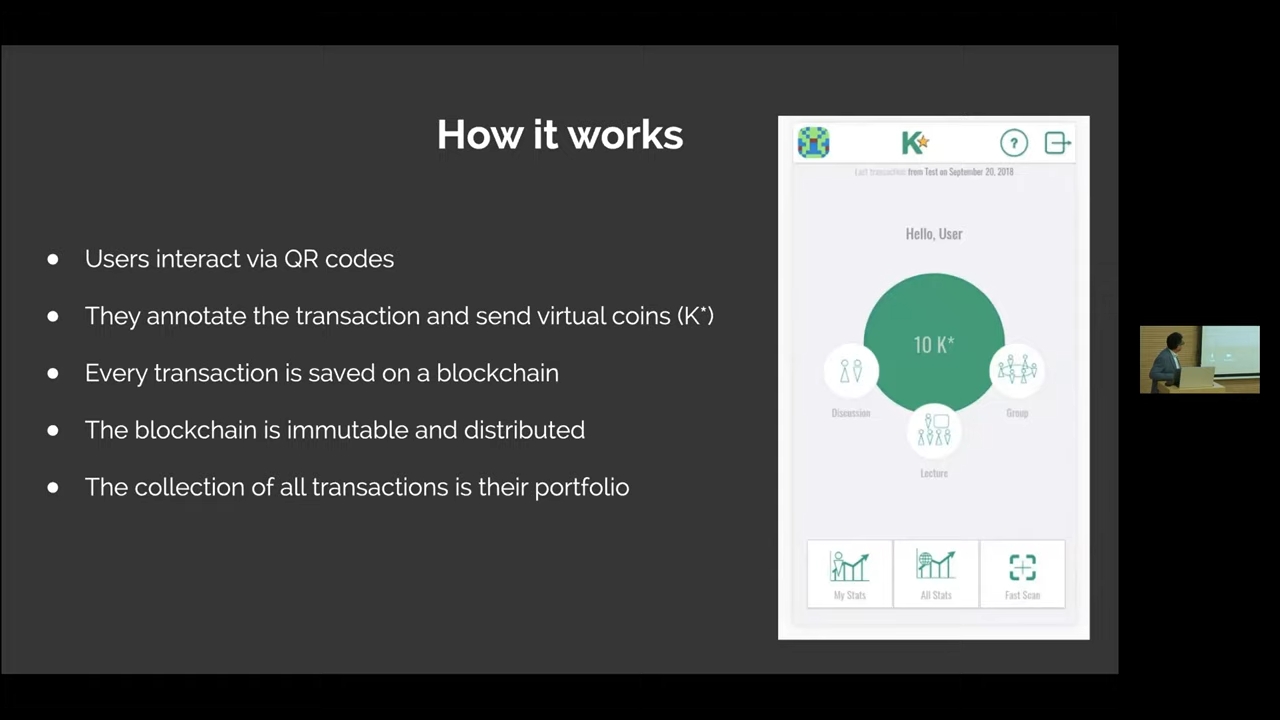 How it works
● Users interact via QR codes
● They annotate the transaction and send virtual coins (K*)
● Every transaction is saved on a blockchain
● The blockchain is immutable and distributed
● The collection of all transactions is their portfolio
K
?
Last transaction: from Test on September 20, 2018
Hello, User
10 K*
Discussion
Group
Lecture
My Stats
All Stats
Fast Scan